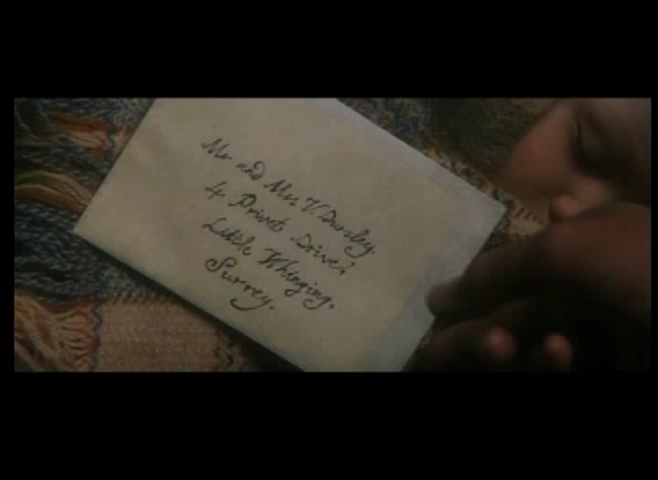 Mr and Mrs V. Dursley
4 Privet Drive,
Little Whinging,
Surrey.